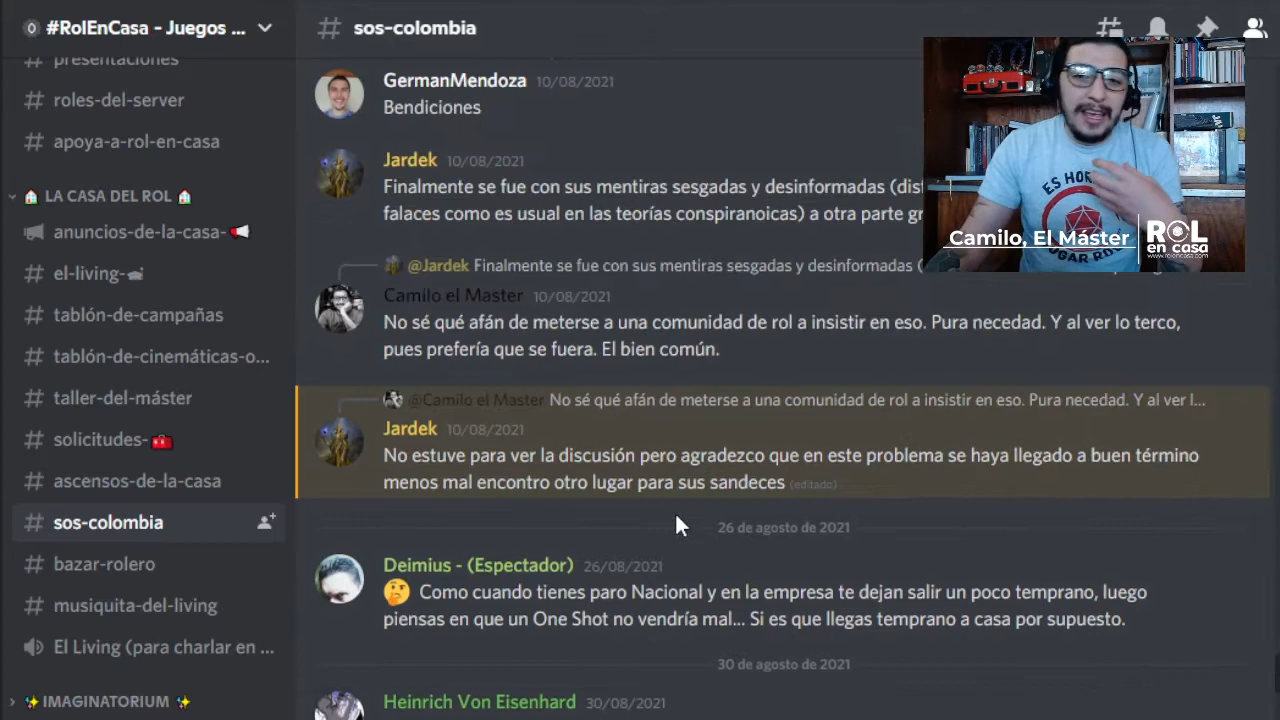 #RolEnCasa - Juegos ...
presentaciones
# roles-del-server
# apoya-a-rol-en-casa
LA CASA DEL ROL
anuncios-de-la-casa-
# el-living-
# tablón-de-campañas
# tablón-de-cinemáticas-o...
# taller-del-máster
# solicitudes-
# ascensos-de-la-casa
# sos-colombia
# bazar-rolero
# musiquita-del-living
El Living (para charlar en ...
IMAGINATORIUM
# sos-colombia
GermanMendoza 10/08/2021
Bendiciones
Jardek 10/08/2021
Finalmente se fue con sus mentiras sesgadas y desinformadas (dist
falaces como es usual en las teorías conspiranoicas) a otra parte gr
@Jardek Finalmente se fue con sus mentiras sesgadas y desinformadas (
Camilo el Master 10/08/2021
No sé qué afán de meterse a una comunidad de rol a insistir en eso. Pura necedad. Y al ver lo terco,
pues prefería que se fuera. El bien común.
@Camilo el Master No sé qué afán de meterse a una comunidad de rol a insistir en eso. Pura necedad. Y al ver l...
Jardek 10/08/2021
No estuve para ver la discusión pero agradezco que en este problema se haya llegado a buen término
menos mal encontro otro lugar para sus sandeces (editado)
26 de agosto de 2021
Deimius - (Espectador) 26/08/2021
Como cuando tienes paro Nacional y en la empresa te dejan salir un poco temprano, luego
piensas en que un One Shot no vendría mal... Si es que llegas temprano a casa por supuesto.
30 de agosto de 2021
Heinrich Von Eisenhard 30/08/2021
ES HOR
UGAR RO
Camilo, El Máster
ROL
en casa
www.rolencasa.com